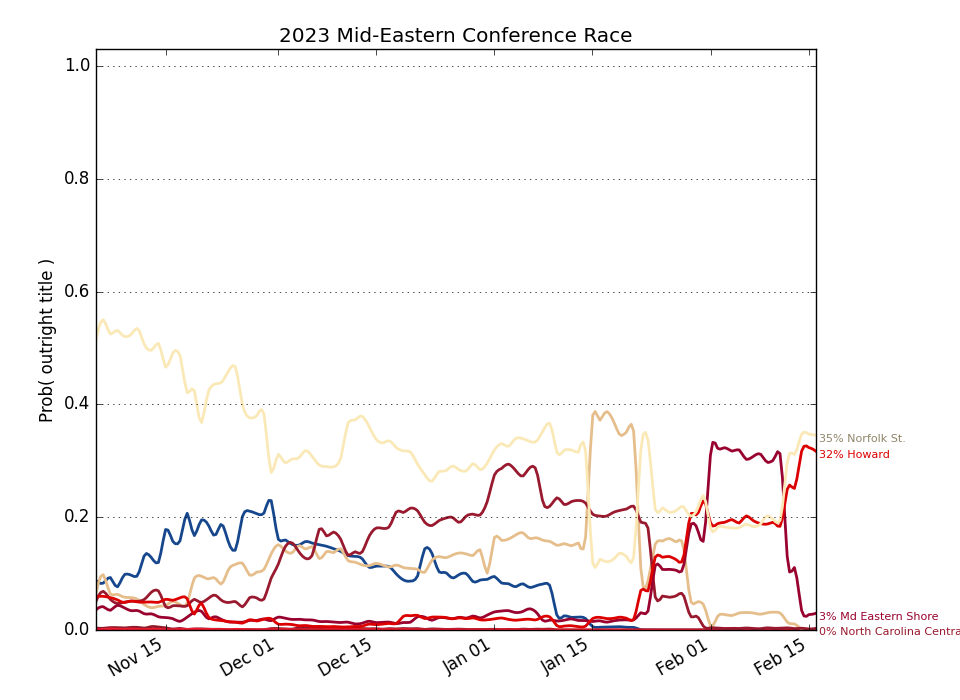 2023 Mid-Eastern Conference Race
Prob( outright title )
1.0
0.8
0.6
0.4
0.2
0.0
35% Norfolk St.
32% Howard
3% Md Eastern Shore
0% North Carolina Centra
Nov 15
Dec 01
Dec 15
Jan 01
Jan 15
Feb 01
Feb 15